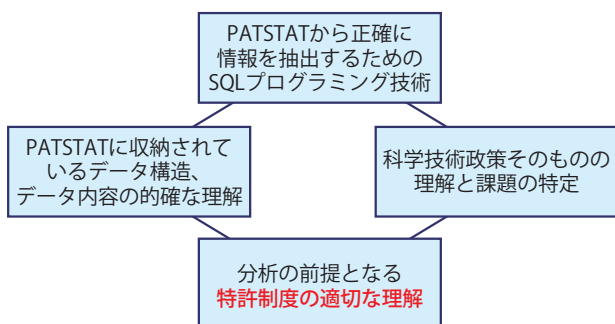 PATSTATから正確に
情報を抽出するための
SQLプログラミング技術
PATSTATに収納されて
いるデータ構造、
データ内容の的確な理解
科学技術政策そのものの
理解と課題の特定
分析の前提となる
特許制度の適切な理解